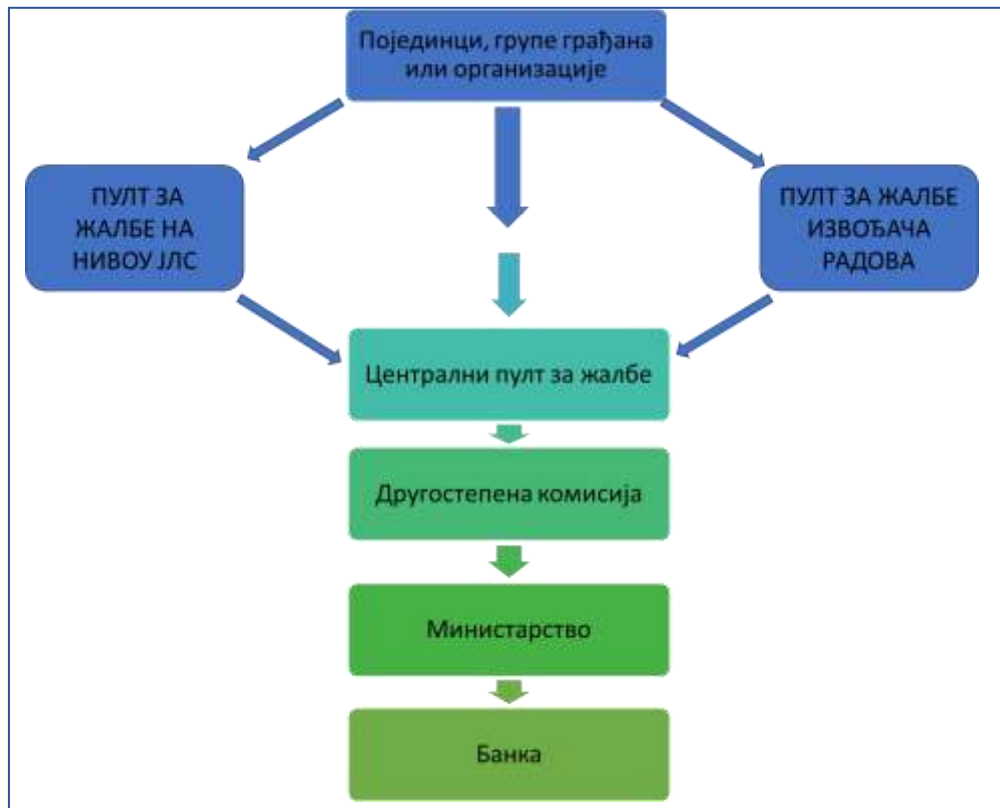 Појединци, групе грађана
или организације
ПУЛТ ЗА
ЖАЛБЕ НА
НИВОУ ЈЛС
ПУЛТ ЗА ЖАЛБЕ
ИЗВОЂАЧА
РАДОВА
Централни пулт за жалбе
Другостепена комисија
Министарство
Банка